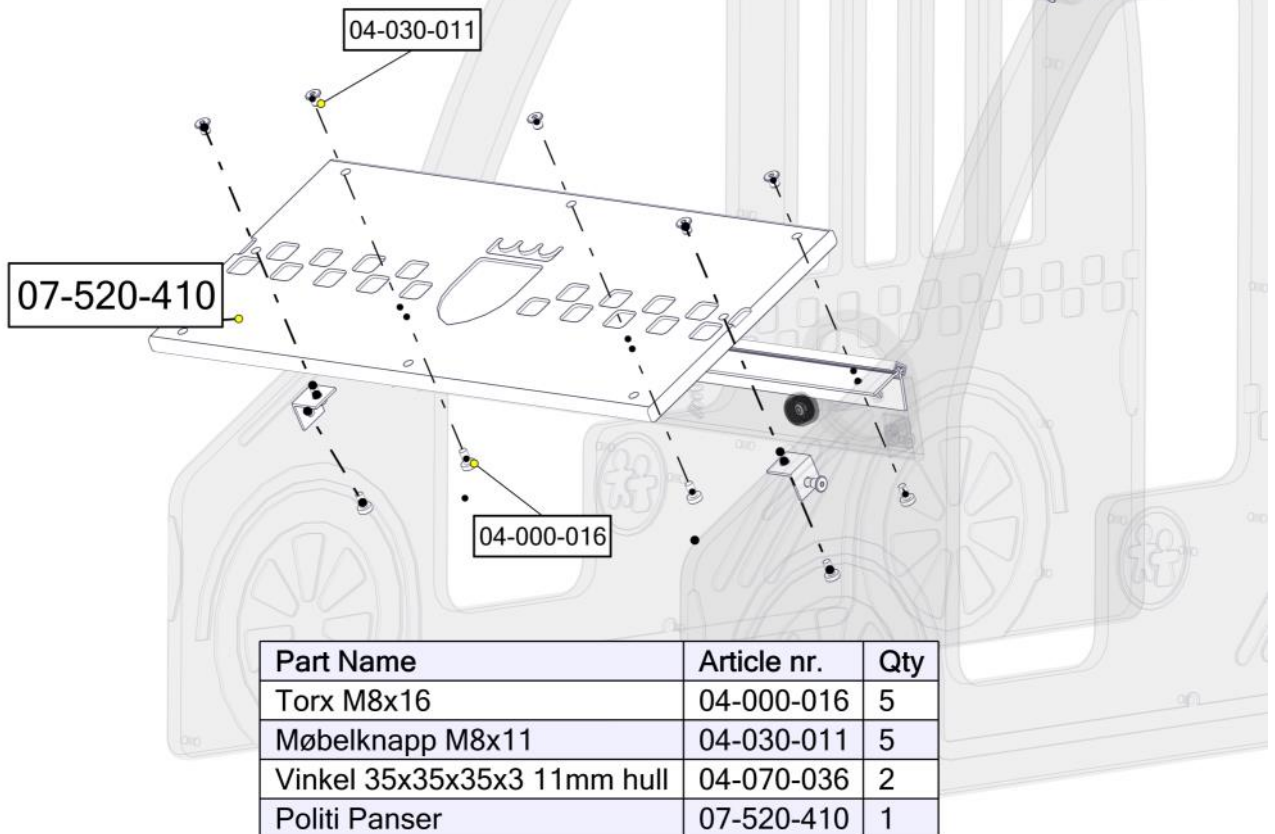 04-030-011
07-520-410
04-000-016
Part Name Article nr. Qty
Torx M8x16 04-000-016 5
Møbelknapp M8x11 04-030-011 5
Vinkel 35x35x35x3 11mm hull 04-070-036 2
Politi Panser 07-520-410 1